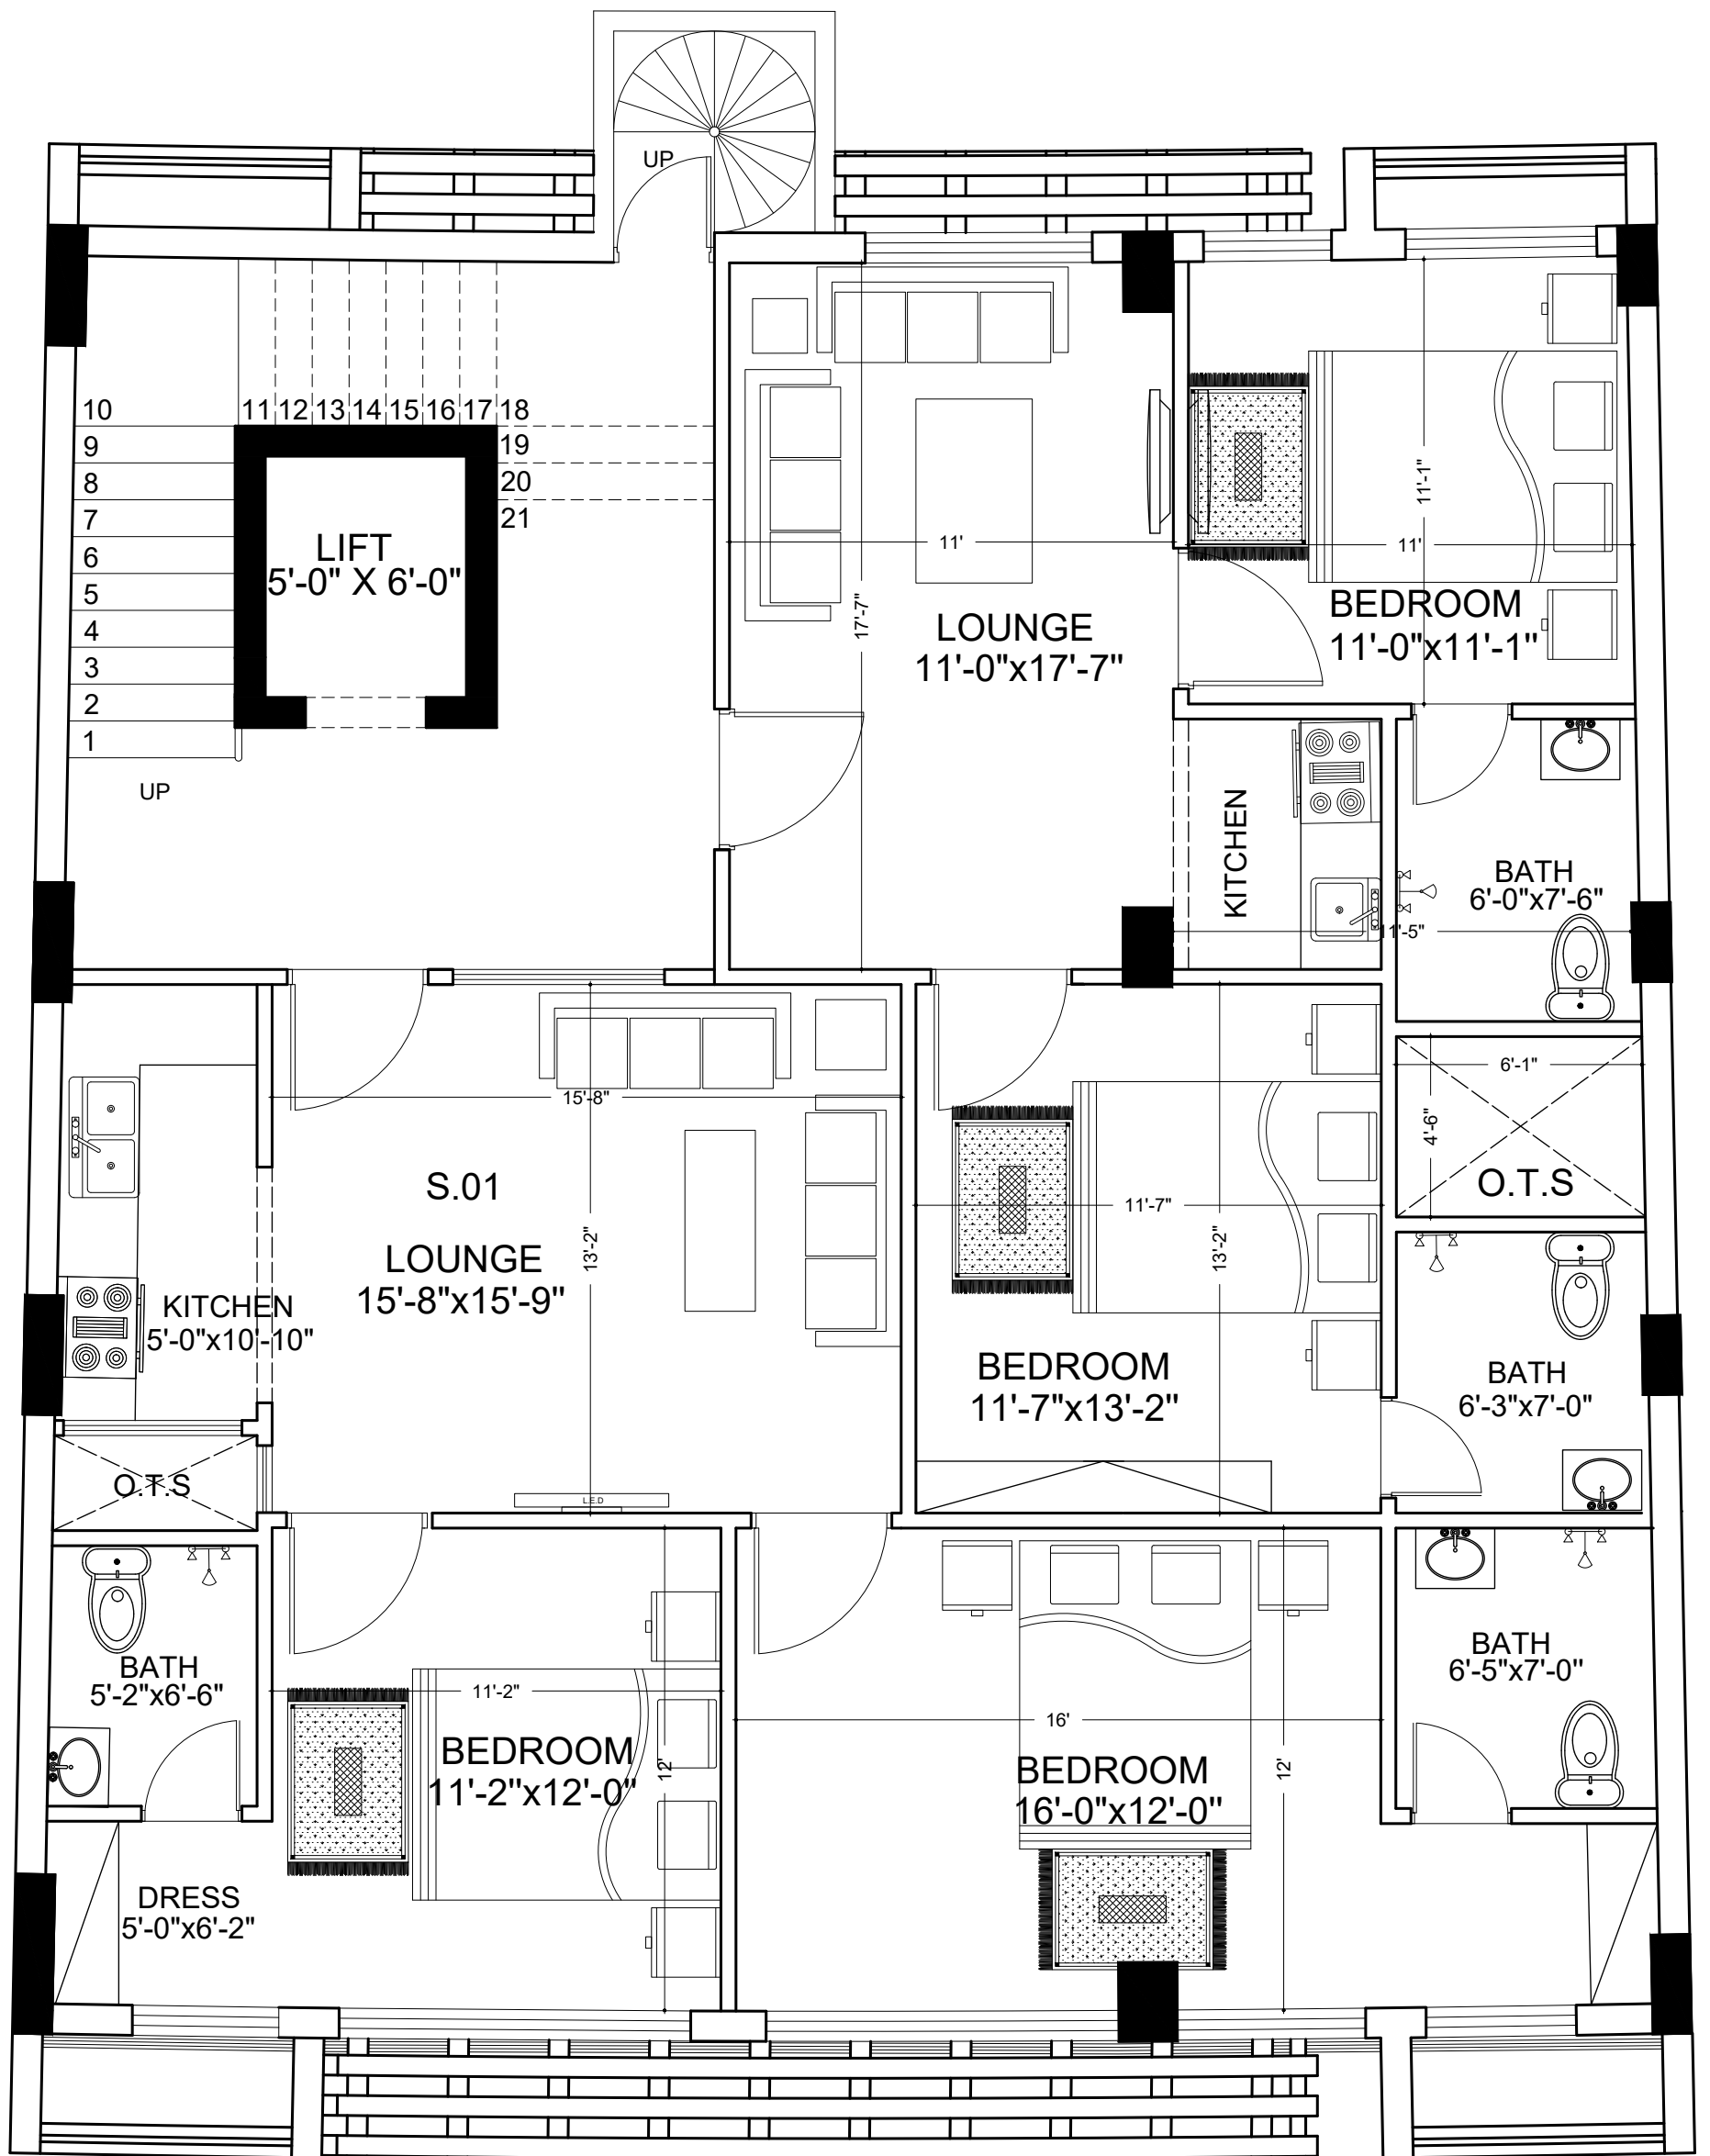 UP
10
9
8
7
6
5
4
3
2
1
UP
11
12
13
14
15
16
17
18
19
20
21
LIFT
5'-0" X 6'-0"
11'
17'-7"
LOUNGE
11'-0"x17'-7"
11'-1"
11'
BEDROOM
11'-0"x11'-1"
KITCHEN
BATH
6'-0"x7'-6"
11'-5"
6'-1"
4'-6"
O.T.S
15'-8"
13'-2"
S.01
LOUNGE
15'-8"x15'-9"
L.E.D
KITCHEN
5'-0"x10'-10"
O.T.S
11'-7"
13'-2"
BEDROOM
11'-7"x13'-2"
BATH
6'-3"x7'-0"
BATH
5'-2"x6'-6"
11'-2"
12'
BEDROOM
11'-2"x12'-0"
DRESS
5'-0"x6'-2"
16'
12'
BEDROOM
16'-0"x12'-0"
BATH
6'-5"x7'-0"